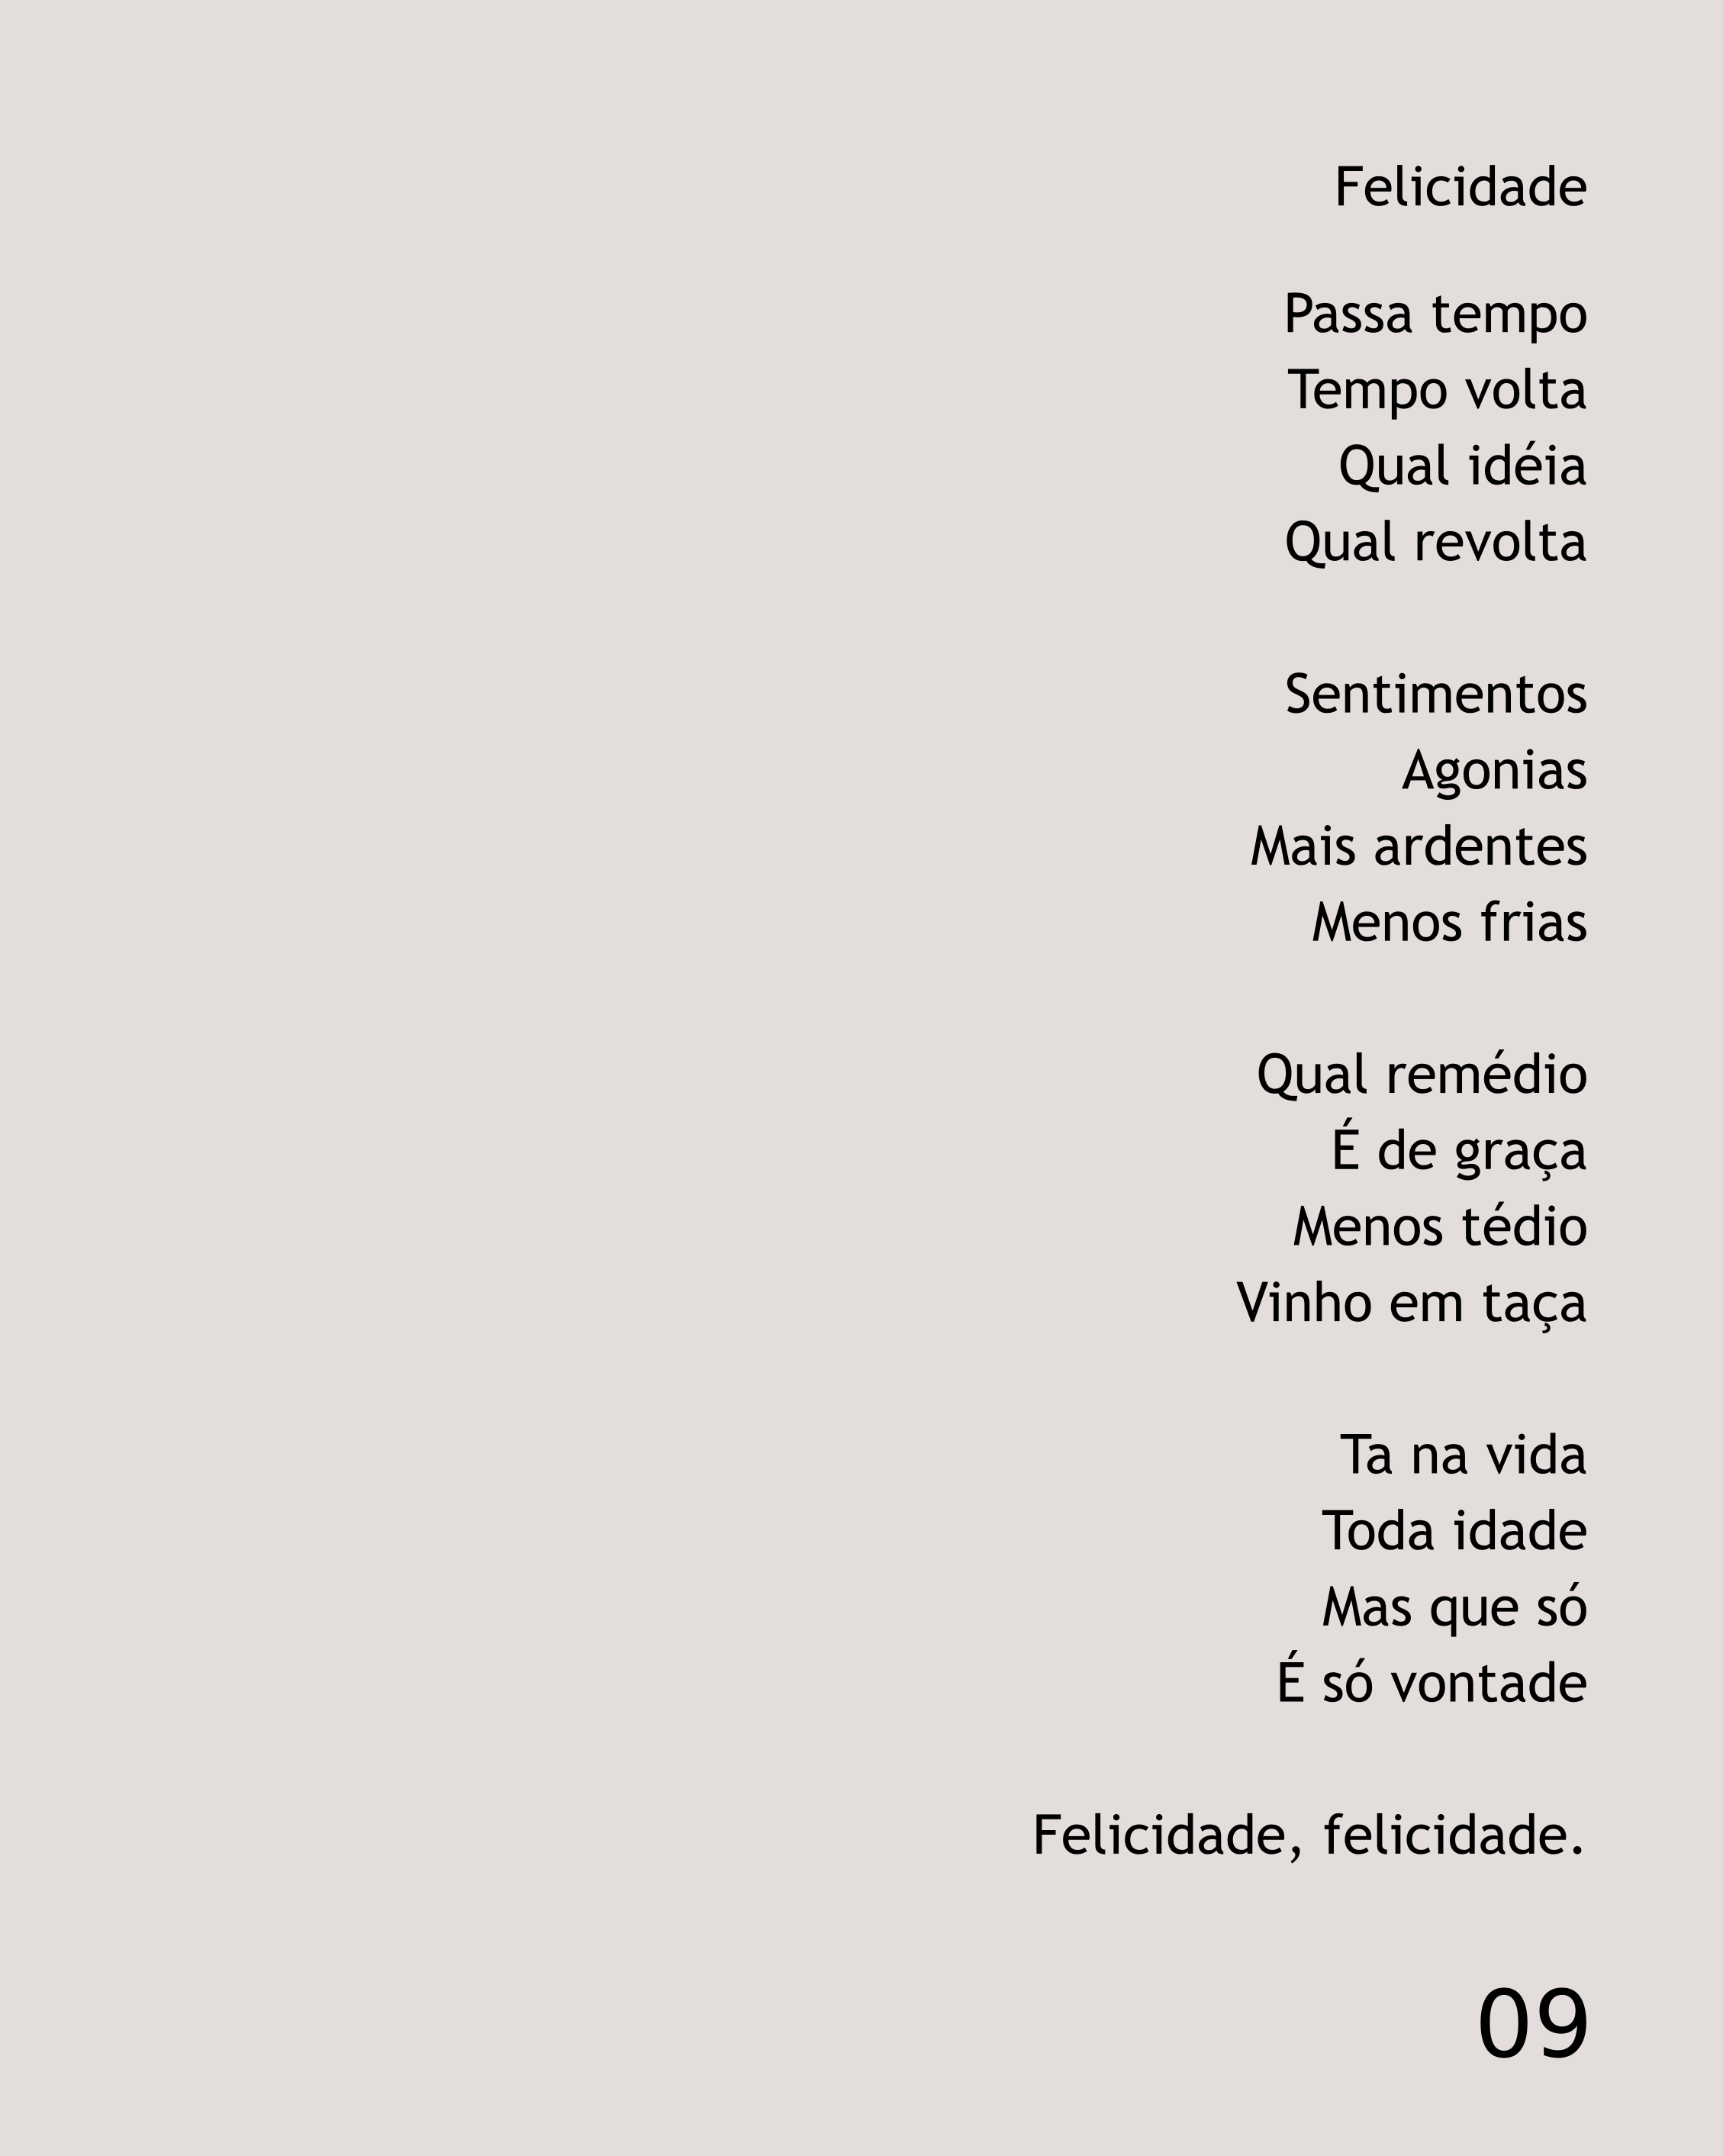 Felicidade
Passa tempo
Tempo volta
Qual idéia
Qual revolta
Sentimentos
Agonias
Mais ardentes
Menos frias
Qual remédio
É de graça
Menos tédio
Vinho em taça
Ta na vida
Toda idade
Mas que só
É só vontade
Felicidade, felicidade.
09